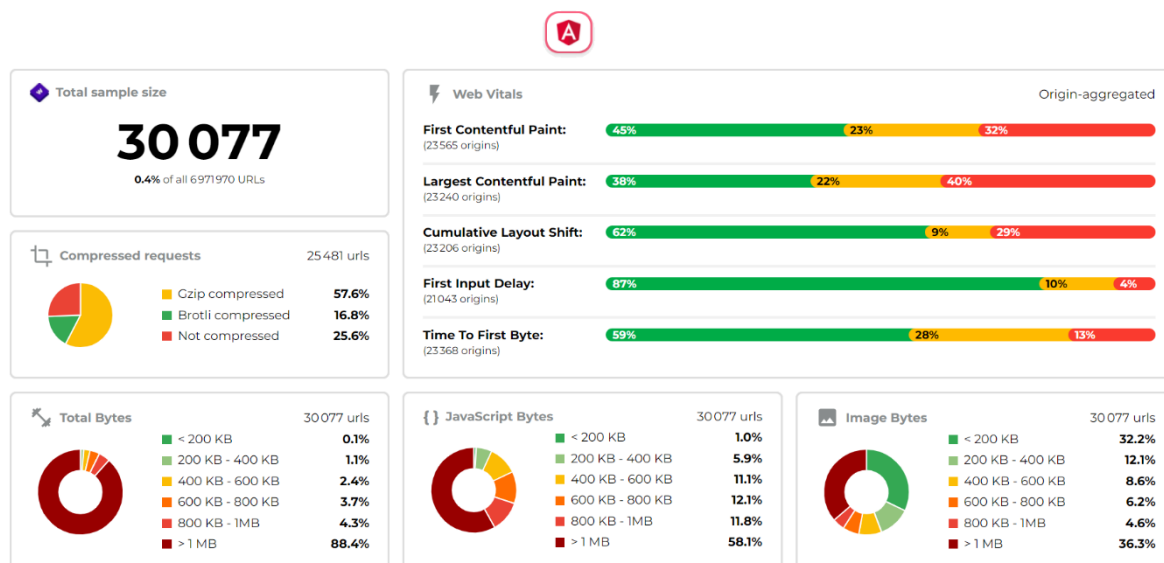 A
Total sample size
30 077
0.4% of all 6 971 970 URLs
Compressed requests 25 481 urls
Gzip compressed 57.6%
Brotli compressed 16.8%
Not compressed 25.6%
Web Vitals Origin-aggregated
First Contentful Paint: 45% 23% 32%
(23 565 origins)
Largest Contentful Paint: 38% 22% 40%
(23 240 origins)
Cumulative Layout Shift: 62% 9% 29%
(23 206 origins)
First Input Delay: 87% 10% 4%
(21 043 origins)
Time To First Byte: 59% 28% 13%
(23 368 origins)
Total Bytes 30 077 urls
< 200 KB 0.1%
200 KB - 400 KB 1.1%
400 KB - 600 KB 2.4%
600 KB - 800 KB 3.7%
800 KB - 1MB 4.3%
> 1 MB 88.4%
{ } JavaScript Bytes 30 077 urls
< 200 KB 1.0%
200 KB - 400 KB 5.9%
400 KB - 600 KB 11.1%
600 KB - 800 KB 12.1%
800 KB - 1MB 11.8%
> 1 MB 58.1%
Image Bytes 30 077 urls
< 200 KB 32.2%
200 KB - 400 KB 12.1%
400 KB - 600 KB 8.6%
600 KB - 800 KB 6.2%
800 KB - 1MB 4.6%
> 1 MB 36.3%